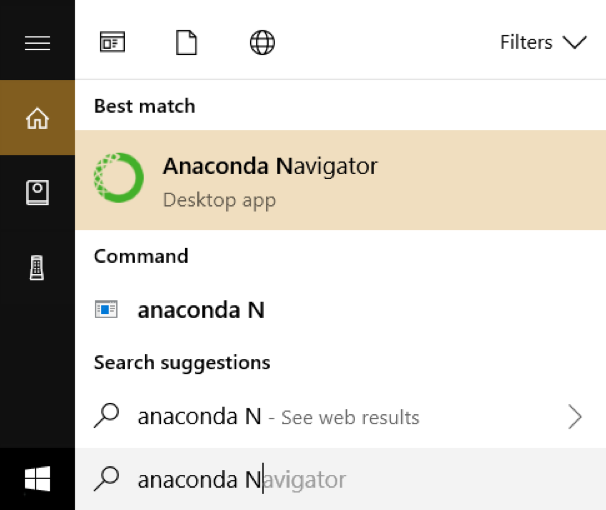 Filters
Best match
Anaconda Navigator
Desktop app
Command
anaconda N
Search suggestions
anaconda N - See web results
anaconda Navigator